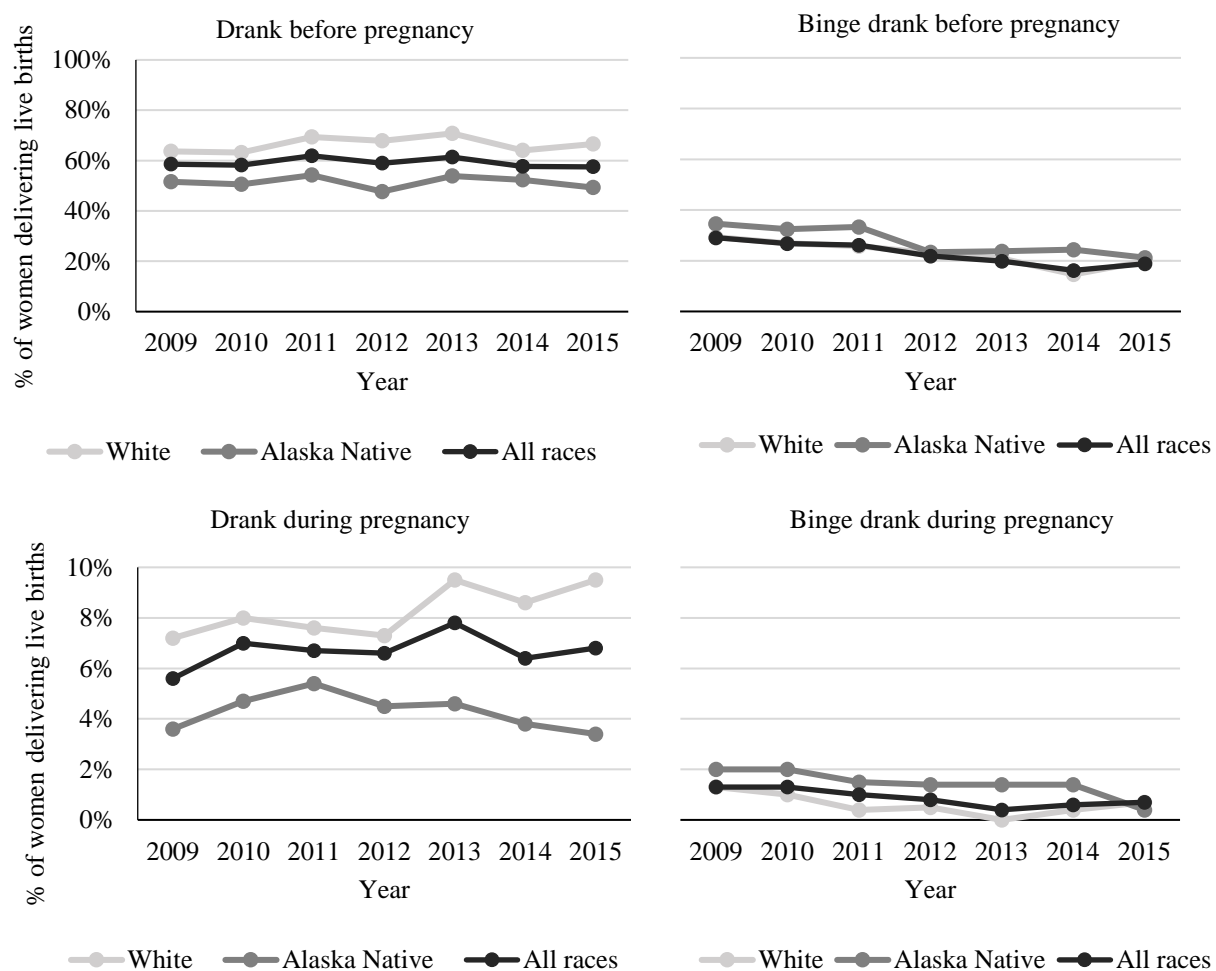 Drank before pregnancy
% of women delivering live births
100%
80%
60%
40%
20%
0%
2009 2010 2011 2012 2013 2014 2015
Year
White Alaska Native All races
Binge drank before pregnancy
2009 2010 2011 2012 2013 2014 2015
Year
White Alaska Native All races
Drank during pregnancy
% of women delivering live births
10%
8%
6%
4%
2%
0%
2009 2010 2011 2012 2013 2014 2015
Year
White Alaska Native All races
Binge drank during pregnancy
2009 2010 2011 2012 2013 2014 2015
Year
White Alaska Native All races